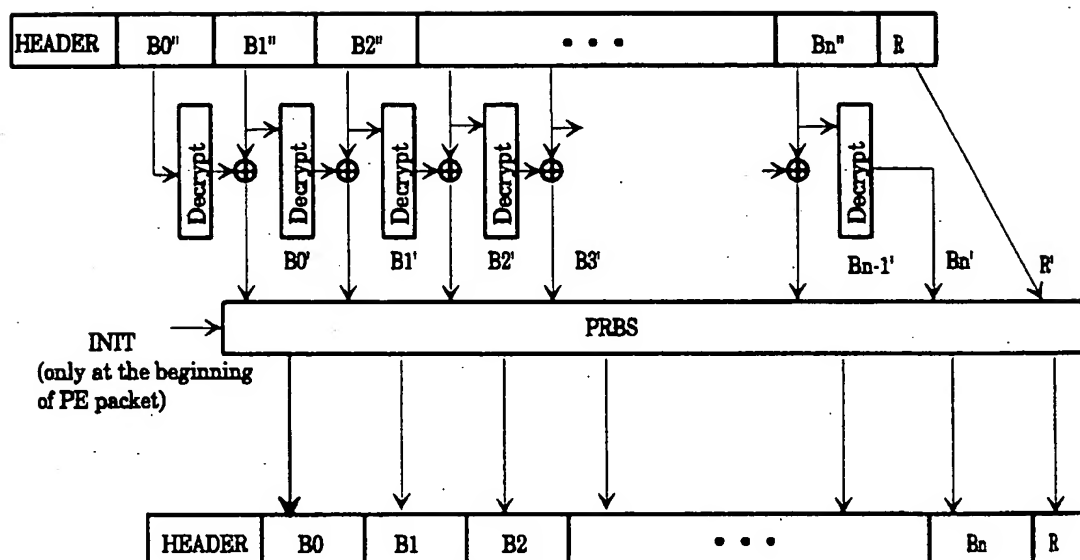 HEADER B0" B1" B2" • • • Bn" R
Decrypt Decrypt Decrypt Decrypt Decrypt
B0' B1' B2' B3' Bn-1' Bn' R'
PRBS
INIT
(only at the beginning
of PE packet)
HEADER B0 B1 B2 • • • Bn R